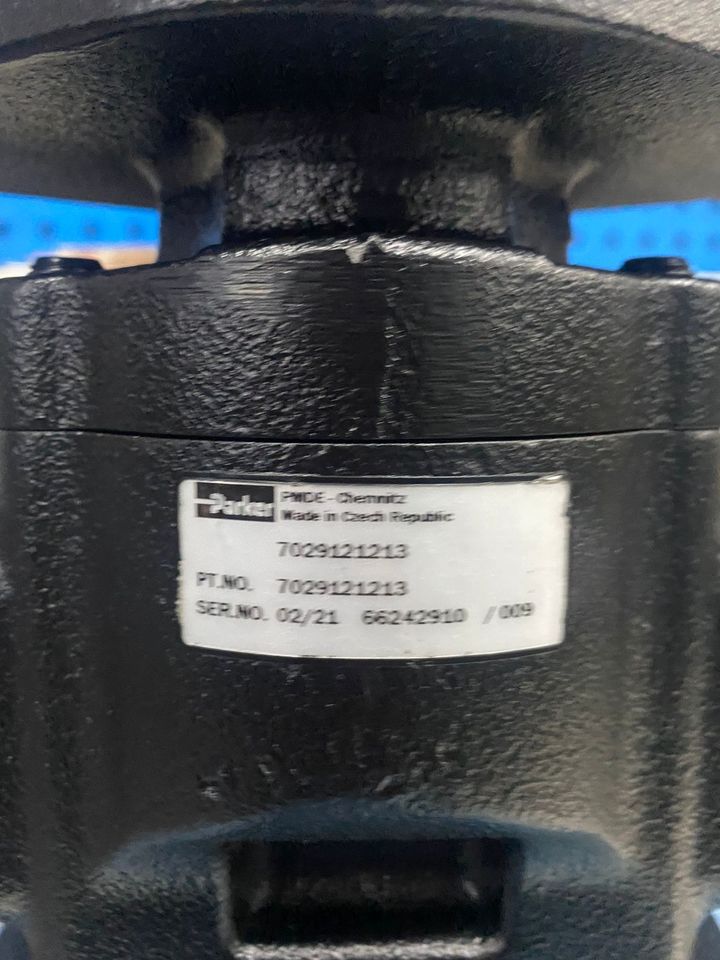 Parker
PMDE - Chemnitz
Made in Czech Republic
7029121213
PT.NO. 7029121213
SER.NO. 02/21 66242910 /009